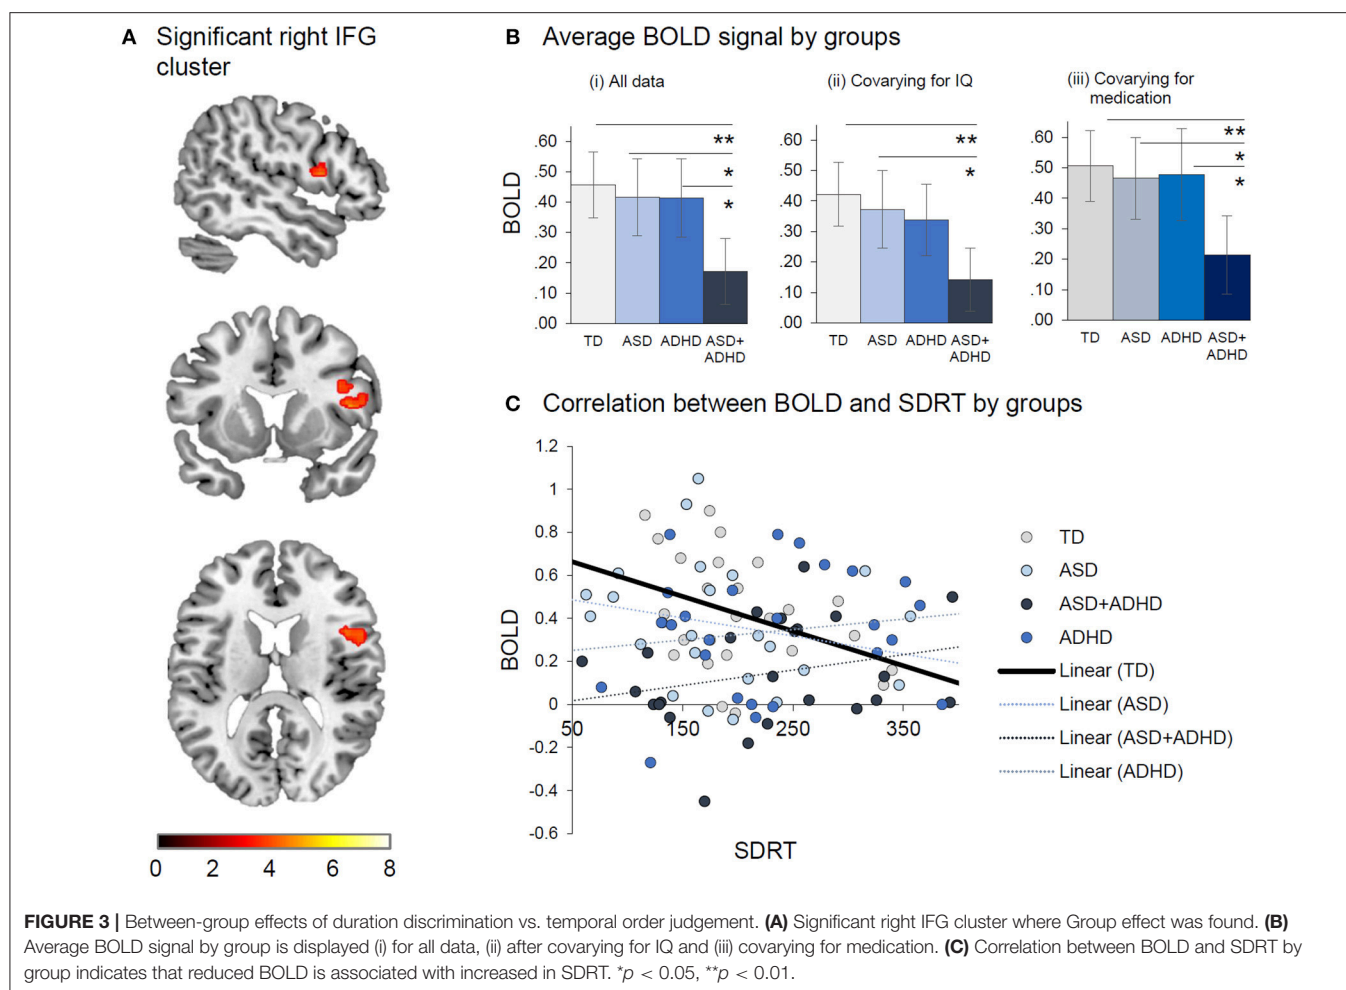 A Significant right IFG
cluster
0 2 4 6 8
B Average BOLD signal by groups
(i) All data
BOLD
.60
.50
.40
.30
.20
.10
.00
**
*
*
TD ASD ADHD ASD+
ADHD
(ii) Covarying for IQ
.60
.50
.40
.30
.20
.10
.00
**
*
TD ASD ADHD ASD+
ADHD
(iii) Covarying for
medication
.60
.50
.40
.30
.20
.10
.00
**
*
*
TD ASD ADHD ASD+
ADHD
C Correlation between BOLD and SDRT by groups
BOLD
1.2
1
0.8
0.6
0.4
0.2
0
-0.2
-0.4
-0.6
50 150 250 350
SDRT
TD
ASD
ASD+ADHD
ADHD
Linear (TD)
Linear (ASD)
Linear (ASD+ADHD)
Linear (ADHD)
FIGURE 3 | Between-group effects of duration discrimination vs. temporal order judgement. (A) Significant right IFG cluster where Group effect was found. (B)
Average BOLD signal by group is displayed (i) for all data, (ii) after covarying for IQ and (iii) covarying for medication. (C) Correlation between BOLD and SDRT by
group indicates that reduced BOLD is associated with increased in SDRT. *p < 0.05, **p < 0.01.